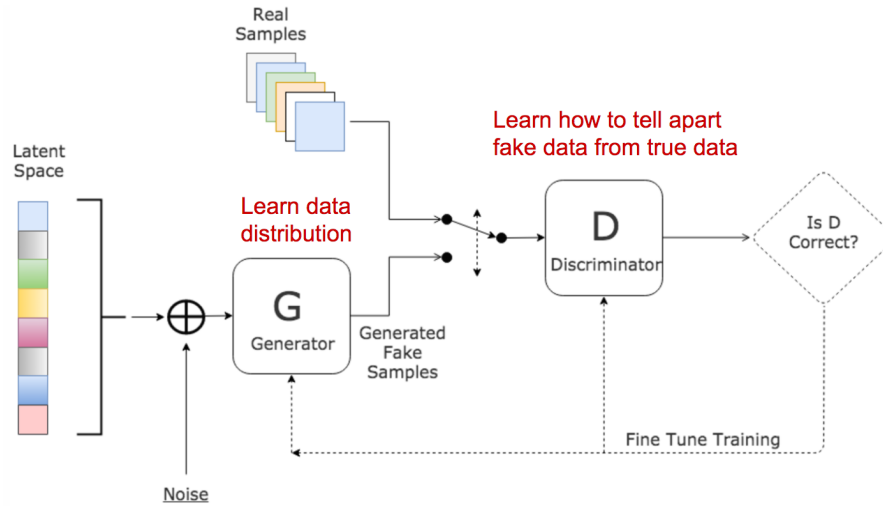 Real
Samples
Learn how to tell apart
fake data from true data
Latent
Space
Learn data
distribution
D
Discriminator
Is D
Correct?
G
Generator
Generated
Fake
Samples
Fine Tune Training
Noise